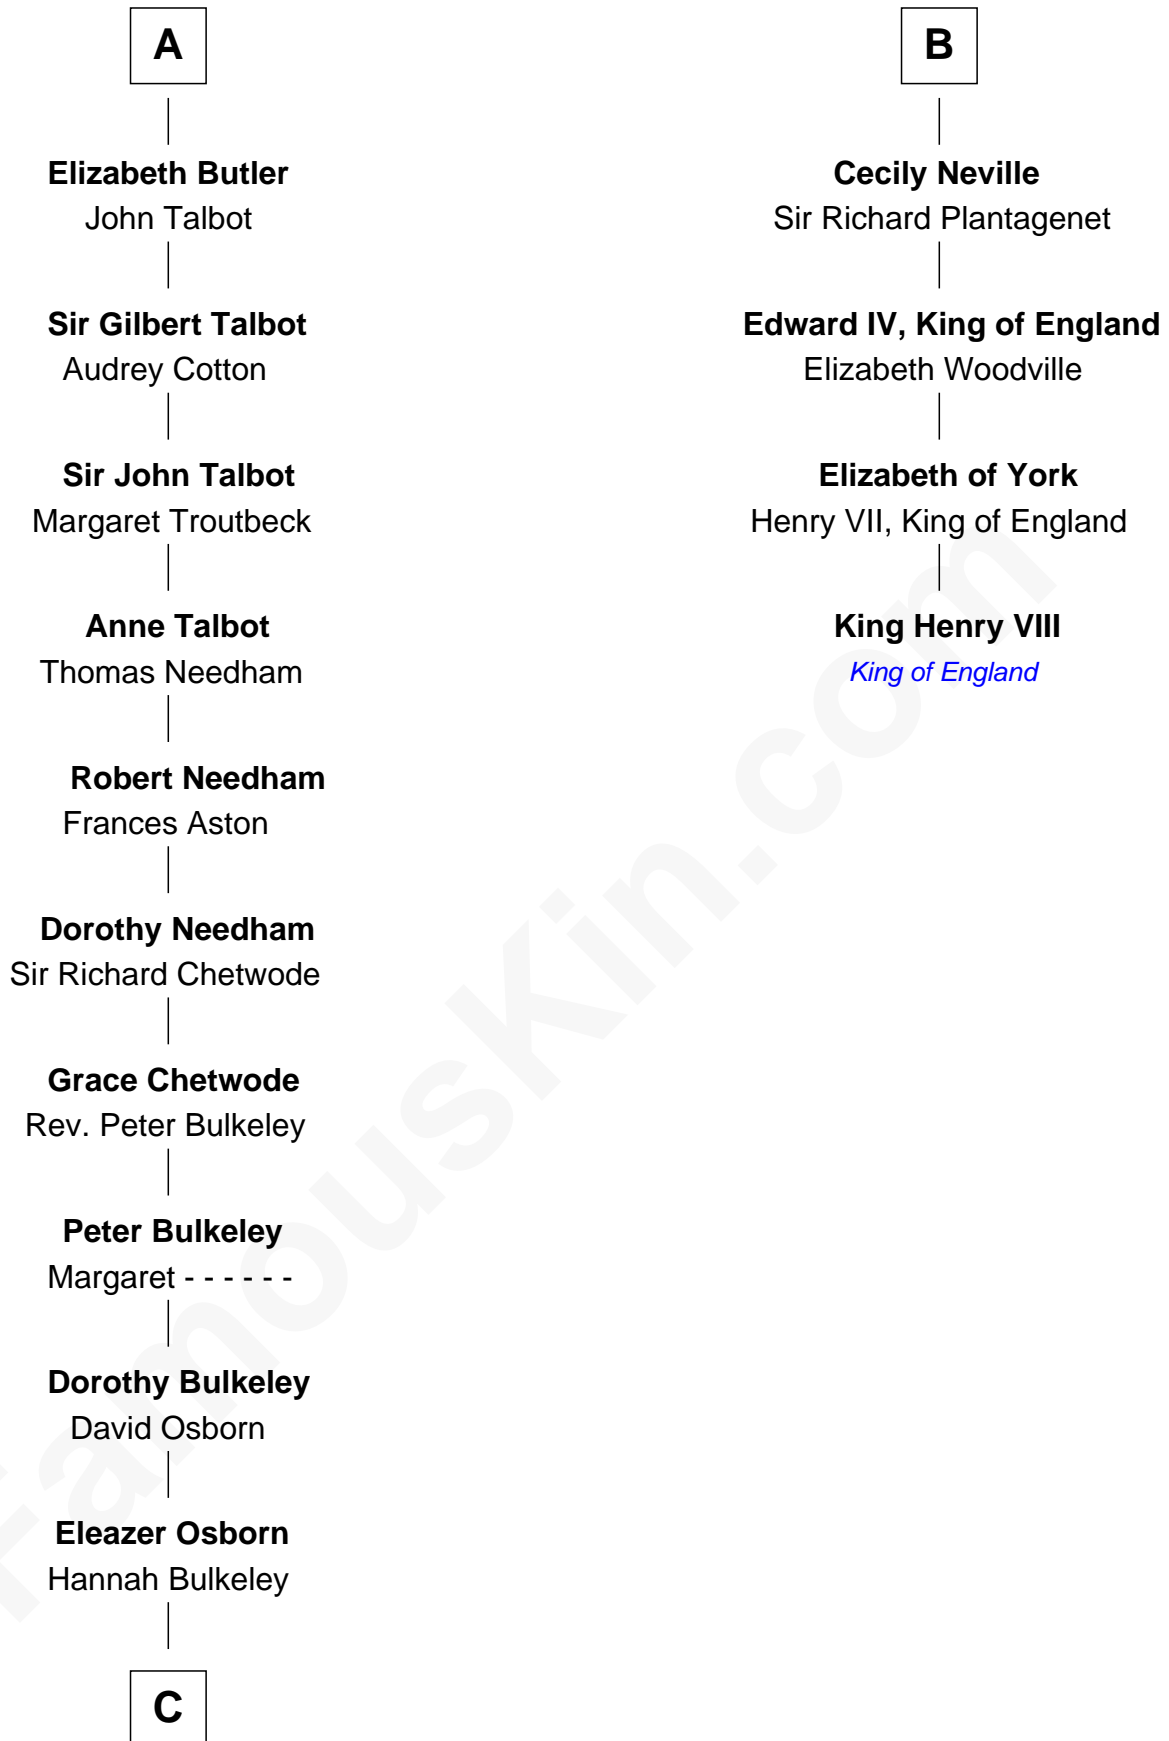 A
Elizabeth Butler
John Talbot
Sir Gilbert Talbot
Audrey Cotton
Sir John Talbot
Margaret Troutbeck
Anne Talbot
Thomas Needham
Robert Needham
Frances Aston
Dorothy Needham
Sir Richard Chetwode
Grace Chetwode
Rev. Peter Bulkeley
Peter Bulkeley
Margaret - - - - - -
Dorothy Bulkeley
David Osborn
Eleazer Osborn
Hannah Bulkeley
C
B
Cecily Neville
Sir Richard Plantagenet
Edward IV, King of England
Elizabeth Woodville
Elizabeth of York
Henry VII, King of England
King Henry VIII
King of England
FamousKin.com